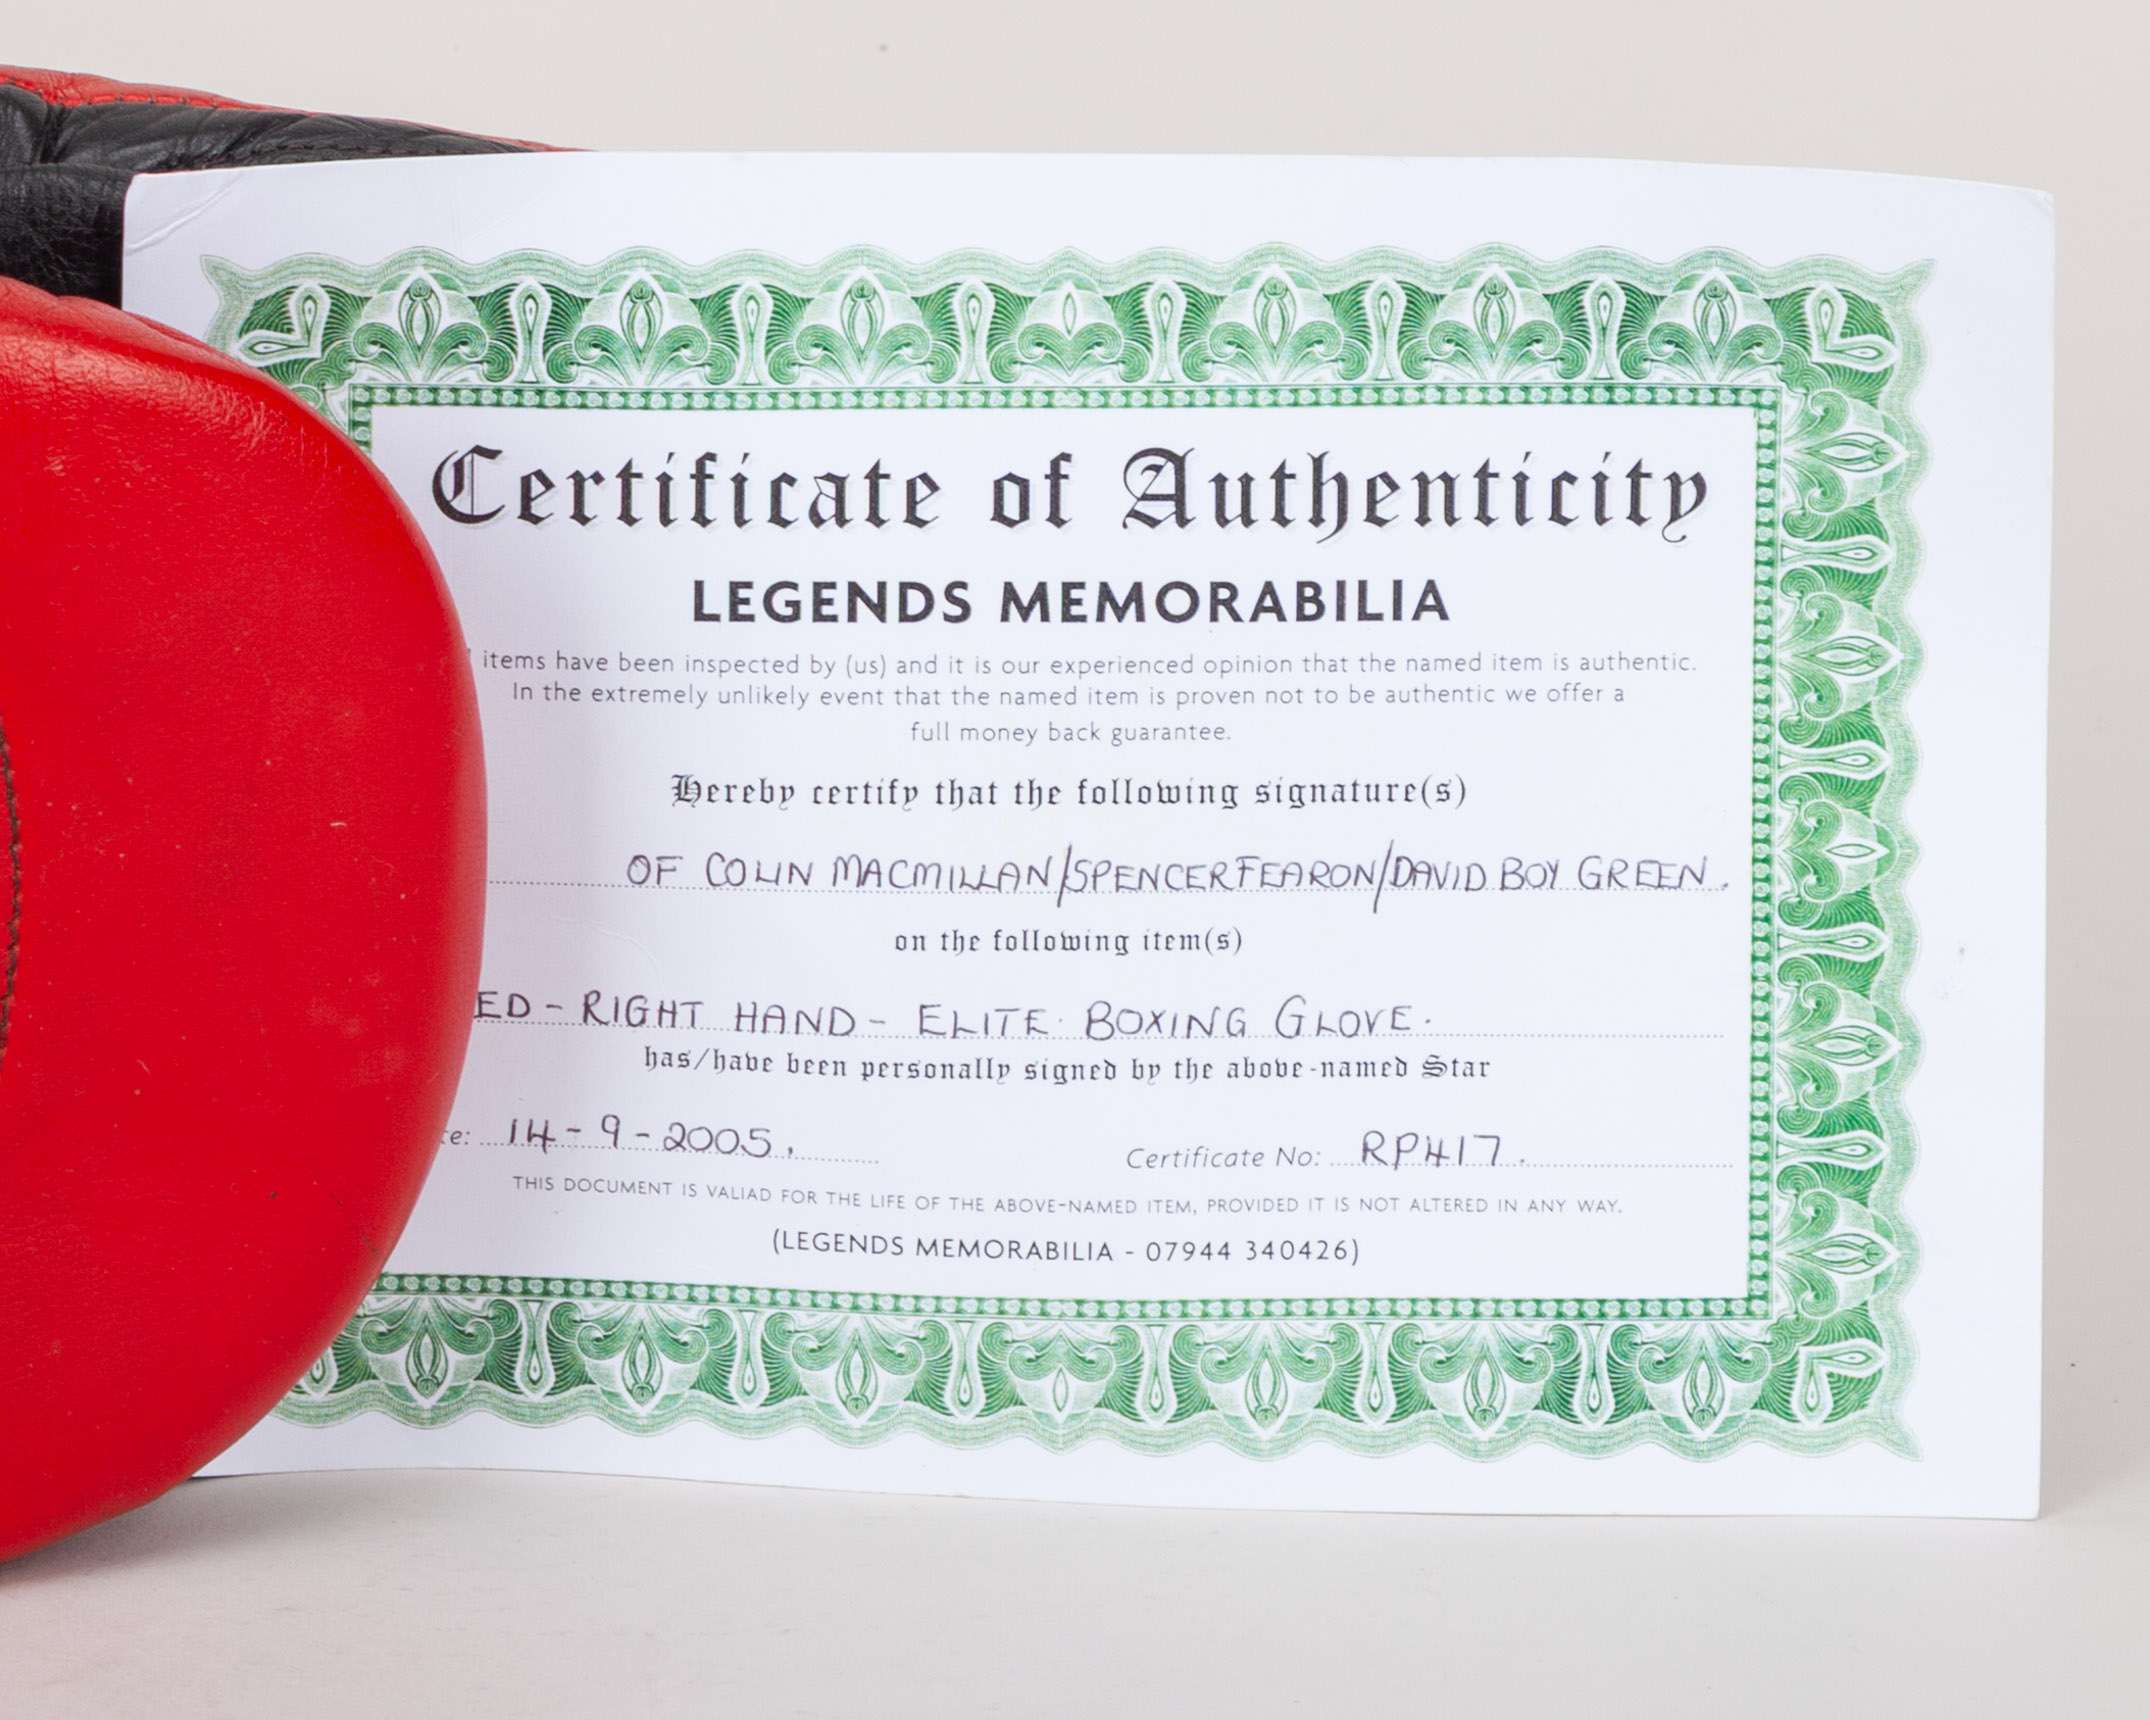 Certificate of Authenticity
LEGENDS MEMORABILIA
items have been inspected by (us) and it is our experienced opinion that the named item is authentic.
In the extremely unlikely event that the named item is proven not to be authentic we offer a
full money back guarantee.
Hereby certify that the following signature(s)
OF COLIN MACMILLAN/SPENCER FEARON/DAVID BOY GREEN.
on the following item(s)
ED - RIGHT HAND - ELITE BOXING GLOVE.
has/have been personally signed by the above-named Star
te: 14-9-2005.
Certificate No: RP417.
THIS DOCUMENT IS VALIAD FOR THE LIFE OF THE ABOVE-NAMED ITEM, PROVIDED IT IS NOT ALTERED IN ANY WAY.
(LEGENDS MEMORABILIA - 07944 340426)